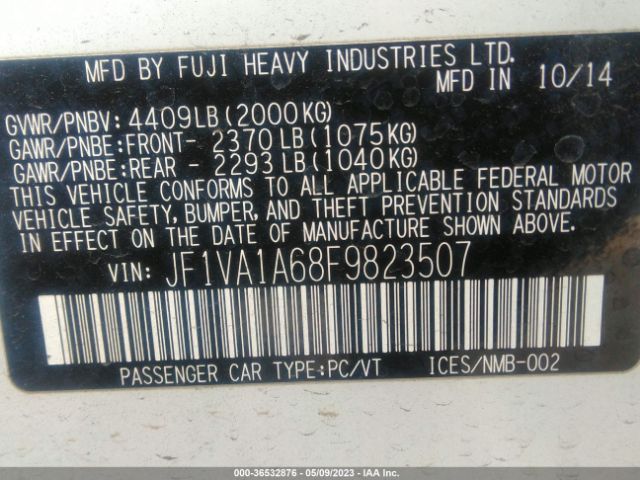 MFD BY FUJI HEAVY INDUSTRIES LTD.
MFD IN 10/14
GVWR/PNBV: 4409LB(2000KG)
GAWR/PNBE:FRONT- 2370LB(1075KG)
GAWR/PNBE:REAR - 2293LB(1040KG)
THIS VEHICLE CONFORMS TO ALL APPLICABLE FEDERAL MOTOR
VEHICLE SAFETY, BUMPER, AND THEFT PREVENTION STANDARDS
IN EFFECT ON THE DATE OF MANUFACTURE SHOWN ABOVE.
VIN: JF1VA1A68F9823507
PASSENGER CAR TYPE:PC/VT ICES/NMB-002
000-36532876 - 05/09/2023 - IAA Inc.